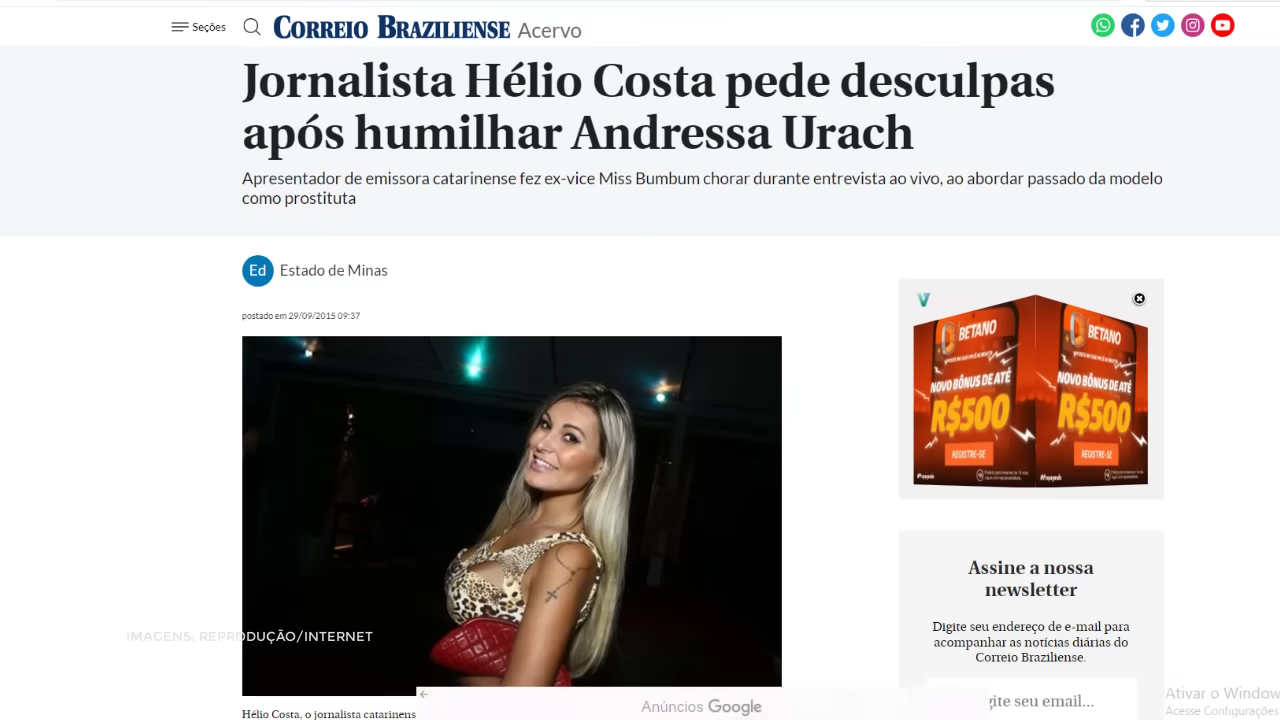 Seções
CORREIO BRAZILIENSE Acervo
Jornalista Hélio Costa pede desculpas
após humilhar Andressa Urach
Apresentador de emissora catarinense fez ex-vice Miss Bumbum chorar durante entrevista ao vivo, ao abordar passado da modelo
como prostituta
Ed Estado de Minas
postado em 29/09/2015 09:37
BETANO BETANO
NOVO BÔNUS DE ATÉ NOVO BÔNUS DE ATÉ
R$500 R$500
REGISTRE-SE REGISTRE-SE
Assine a nossa
newsletter
Digite seu endereço de e-mail para
acompanhar as notícias diárias do
Correio Braziliense.
gite seu email...
IMAGENS: REPRODUÇÃO/INTERNET
Anúncios Google
Hélio Costa, o jornalista catarinens
Ativar o Window
Acesse Configurações